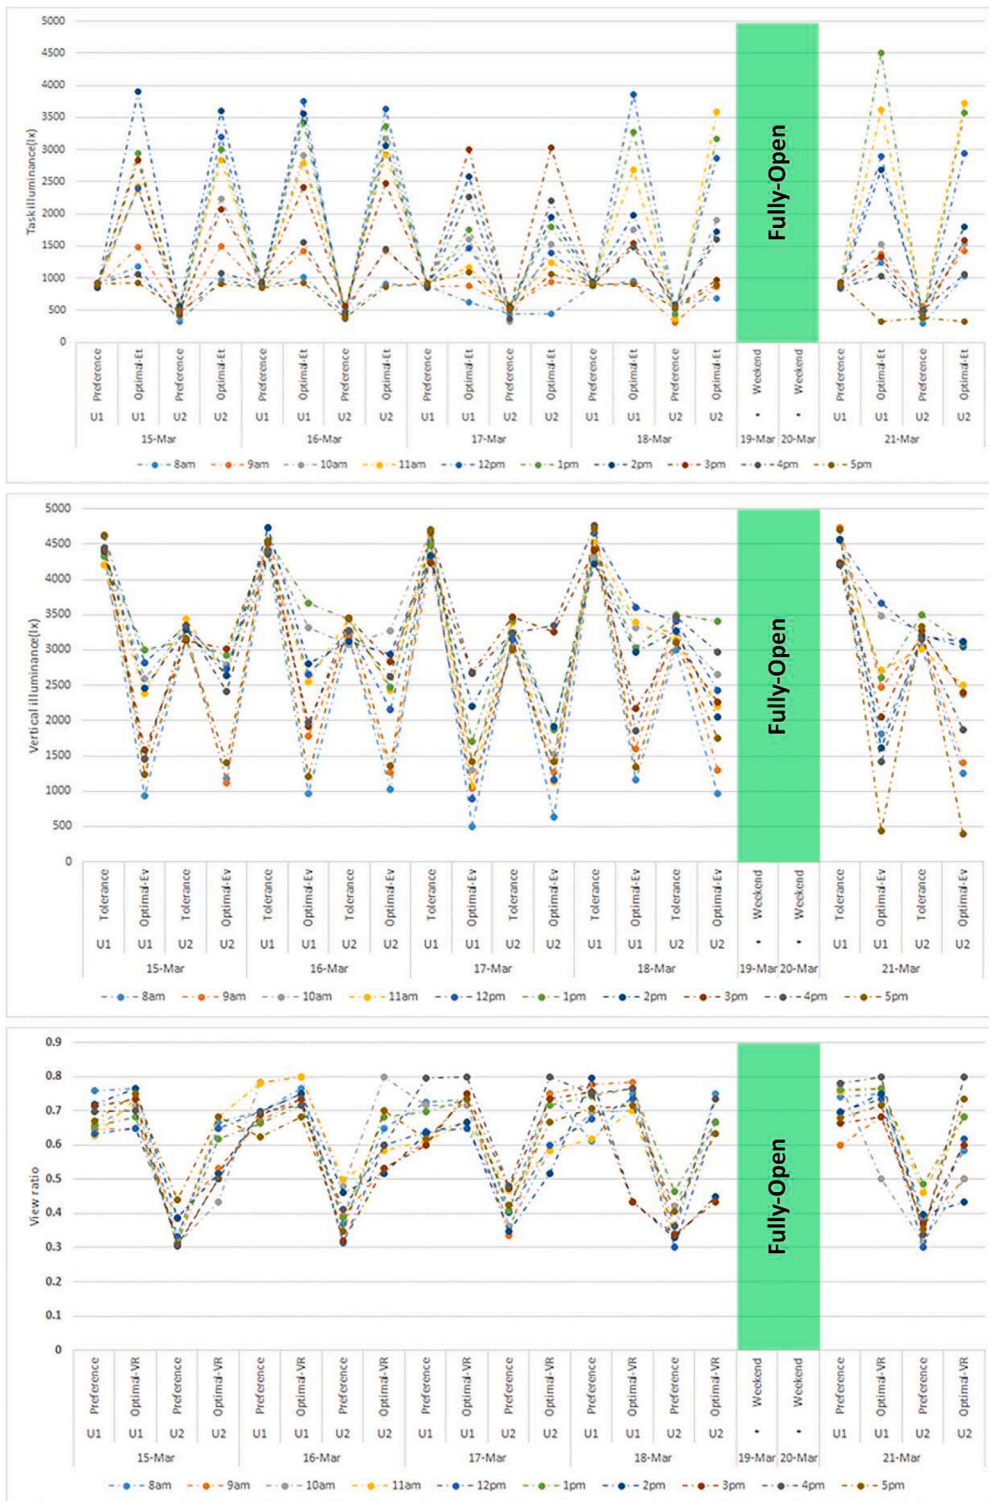 5000
4500
4000
3500
3000
2500
2000
1500
1000
500
0
Taskilluminance(lx)
Fully-Open
Preference Optimal-Et Preference Optimal-Et Preference Optimal-Et Preference Optimal-Et Preference Optimal-Et Preference Optimal-Et Preference Optimal-Et Preference Optimal-Et Weekend Weekend Preference Optimal-Et Preference Optimal-Et
U1 U1 U2 U2 U1 U1 U2 U2 U1 U1 U2 U2 U1 U1 U2 U2 * * U1 U1 U2 U2
15-Mar 16-Mar 17-Mar 18-Mar 19-Mar 20-Mar 21-Mar
8am 9am 10am 11am 12pm 1pm 2pm 3pm 4pm 5pm
5000
4500
4000
3500
3000
2500
2000
1500
1000
500
0
Vertical illuminance(lx)
Fully-Open
Tolerance Optimal-Ev Tolerance Optimal-Ev Tolerance Optimal-Ev Tolerance Optimal-Ev Tolerance Optimal-Ev Tolerance Optimal-Ev Tolerance Optimal-Ev Tolerance Optimal-Ev Weekend Weekend Tolerance Optimal-Ev Tolerance Optimal-Ev
U1 U1 U2 U2 U1 U1 U2 U2 U1 U1 U2 U2 U1 U1 U2 U2 * * U1 U1 U2 U2
15-Mar 16-Mar 17-Mar 18-Mar 19-Mar 20-Mar 21-Mar
8am 9am 10am 11am 12pm 1pm 2pm 3pm 4pm 5pm
0.9
0.8
0.7
0.6
0.5
0.4
0.3
0.2
0.1
0
View ratio
Fully-Open
Preference Optimal-VR Preference Optimal-VR Preference Optimal-VR Preference Optimal-VR Preference Optimal-VR Preference Optimal-VR Preference Optimal-VR Preference Optimal-VR Weekend Weekend Preference Optimal-VR Preference Optimal-VR
U1 U1 U2 U2 U1 U1 U2 U2 U1 U1 U2 U2 U1 U1 U2 U2 * * U1 U1 U2 U2
15-Mar 16-Mar 17-Mar 18-Mar 19-Mar 20-Mar 21-Mar
8am 9am 10am 11am 12pm 1pm 2pm 3pm 4pm 5pm